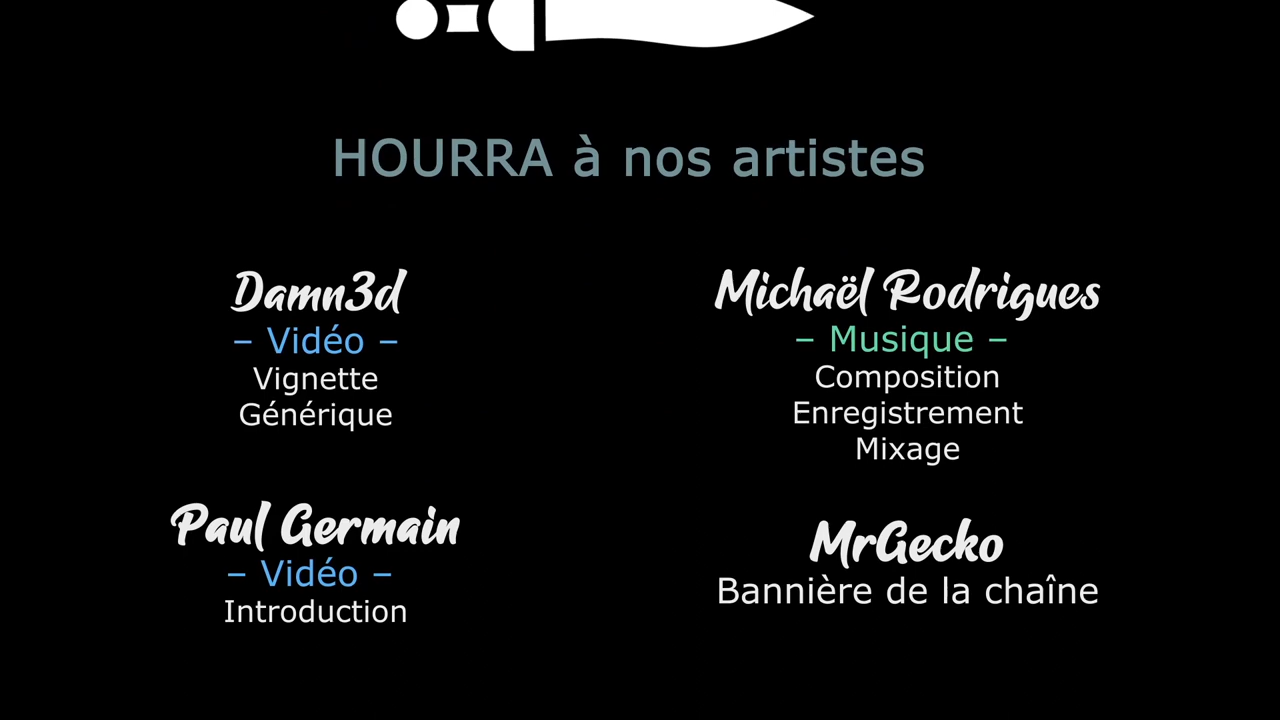 HOURRA à nos artistes
Damn3d
– Vidéo –
Vignette
Générique
Michaël Rodrigues
– Musique –
Composition
Enregistrement
Mixage
Paul Germain
– Vidéo –
Introduction
MrGecko
Bannière de la chaîne